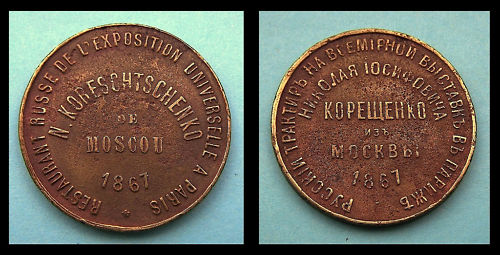 RESTAURANT RUSSE DE L'EXPOSITION UNIVERSELLE A PARIS
N. KORESCHTSCHENKO
DE
MOSCOU
1867
РУССКIЙ ТРАКТИРЪ НА ВСЕМIРНОЙ ВЫСТАВКѢ ВЪ ПАРИЖѢ
НИКОЛАЯ IОСИФОВИЧА
КОРЕЩЕНКО
ИЗЪ
МОСКВЫ
1867